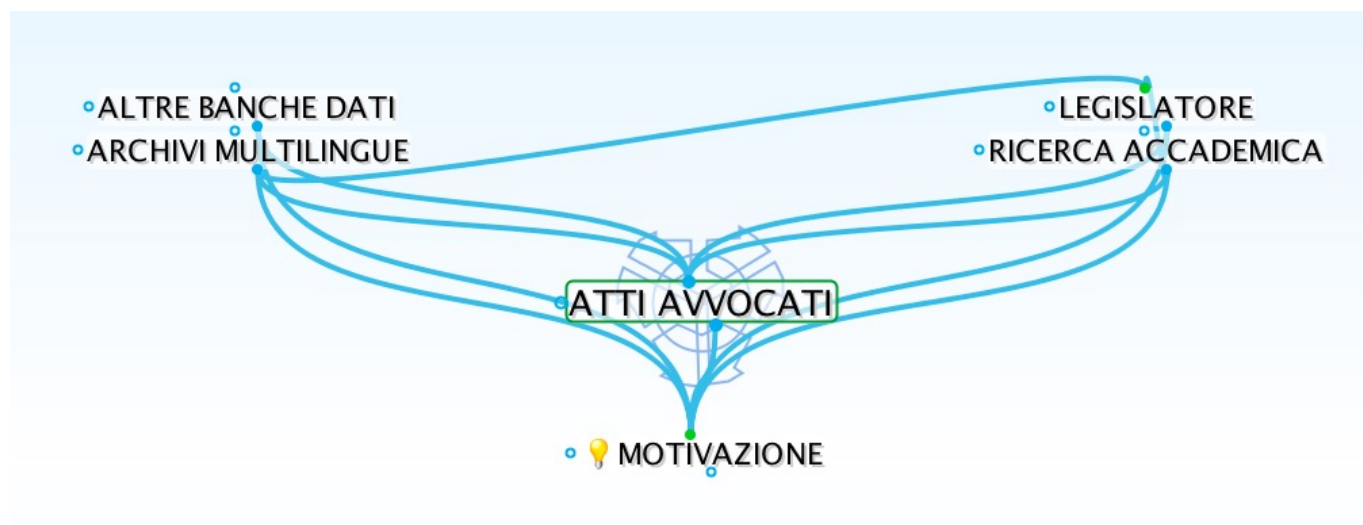 ALTRE BANCHE DATI
LEGISLATORE
ARCHIVI MULTILINGUE
RICERCA ACCADEMICA
ATTI AVVOCATI
MOTIVAZIONE